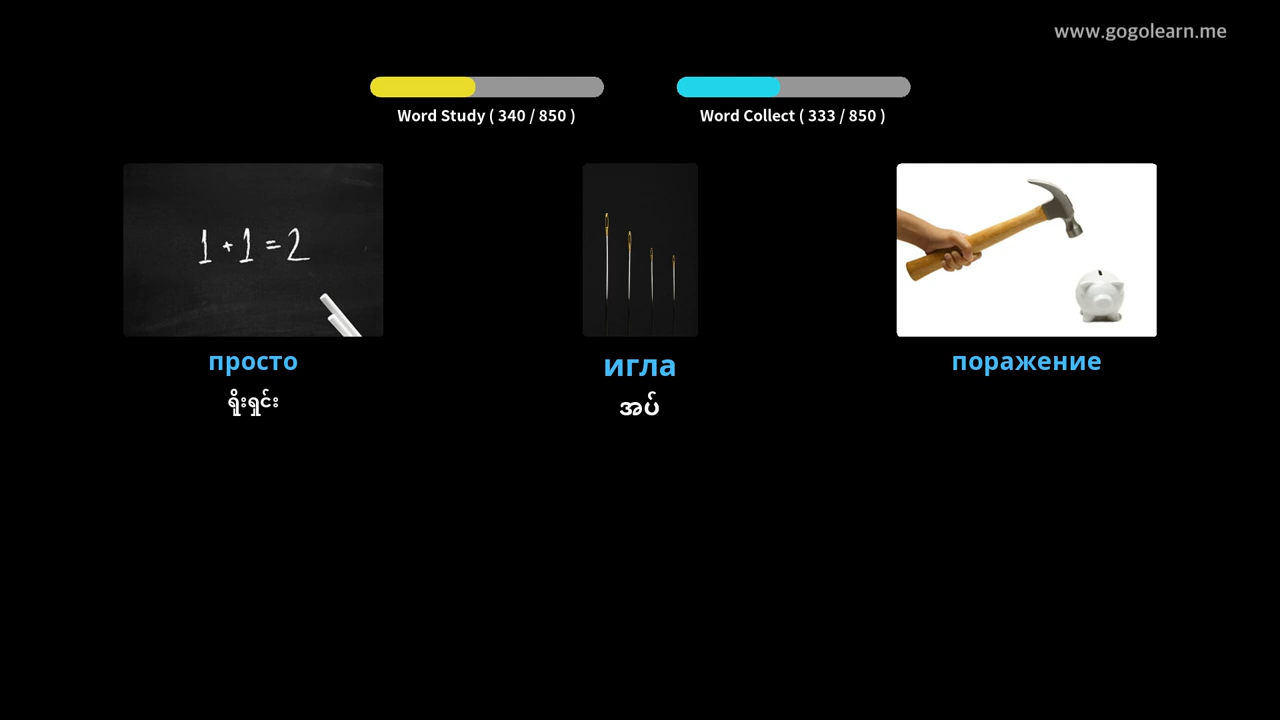 www.gogolearn.me
Word Study ( 340 / 850 )
Word Collect ( 333 / 850 )
1 + 1 = 2
просто
игла
поражение
ရိုးရှင်း
အပ်